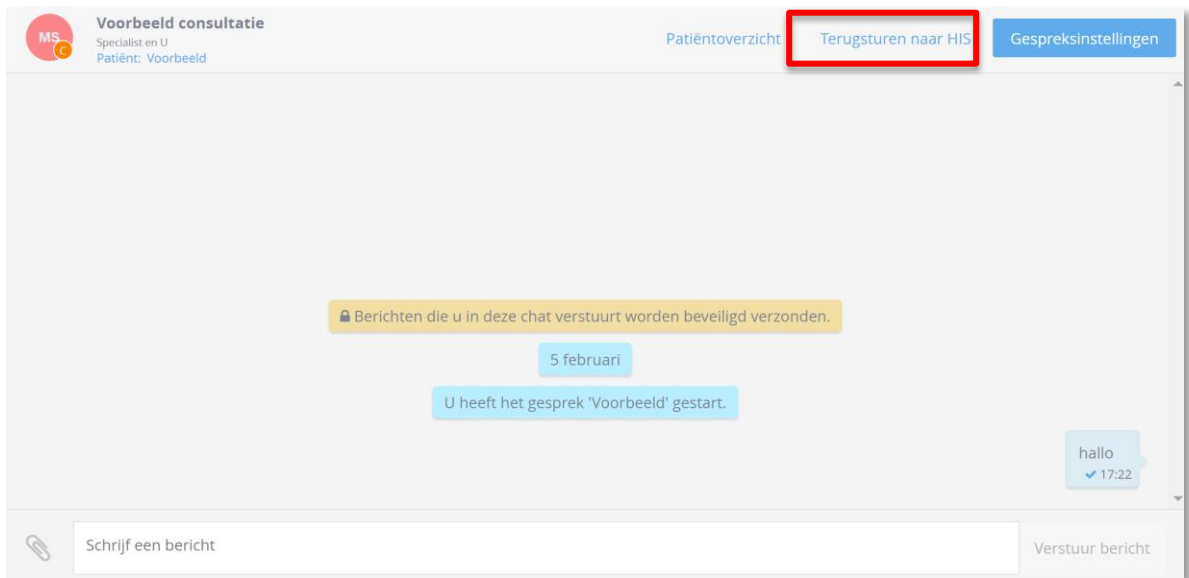 MS
C
Voorbeeld consultatie
Specialist en U
Patiënt: Voorbeeld
Patiëntoverzicht
Terugsturen naar HIS
Gespreksinstellingen
Berichten die u in deze chat verstuurt worden beveiligd verzonden.
5 februari
U heeft het gesprek 'Voorbeeld' gestart.
hallo
17:22
Schrijf een bericht
Verstuur bericht